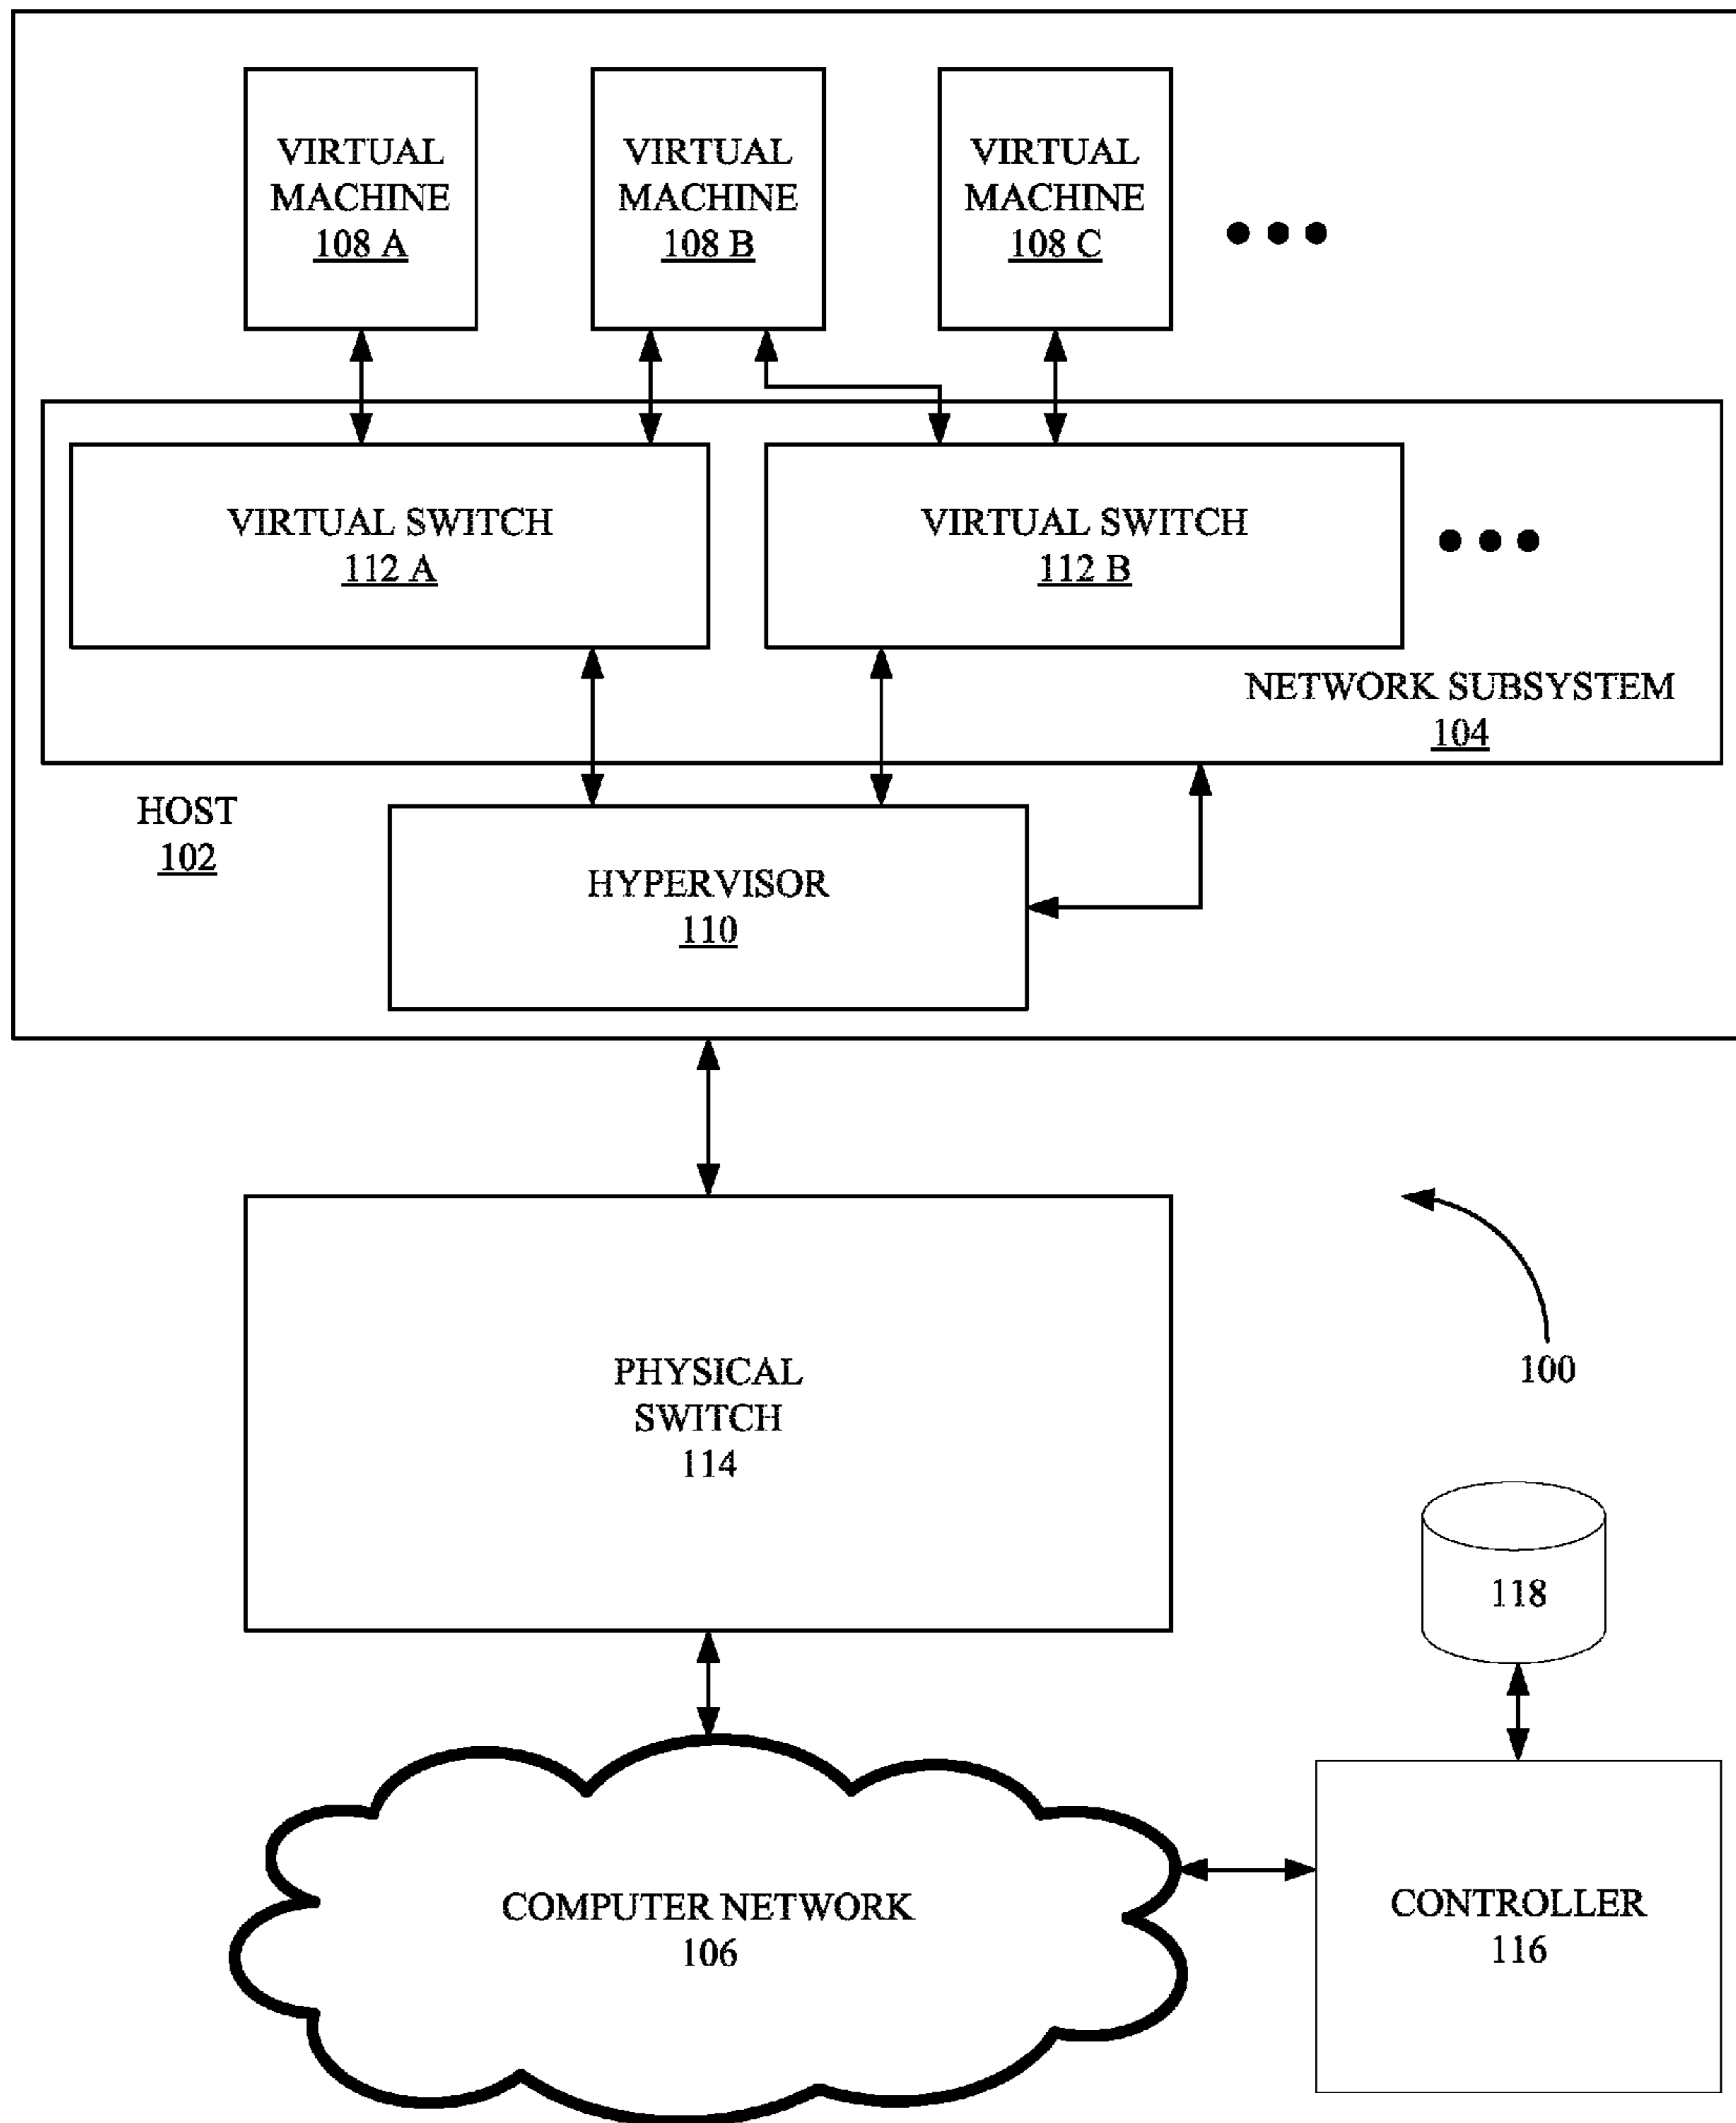 VIRTUAL
MACHINE
108 A
VIRTUAL
MACHINE
108 B
VIRTUAL
MACHINE
108 C
VIRTUAL SWITCH
112 A
VIRTUAL SWITCH
112 B
NETWORK SUBSYSTEM
104
HOST
102
HYPERVISOR
110
PHYSICAL
SWITCH
114
100
118
COMPUTER NETWORK
106
CONTROLLER
116